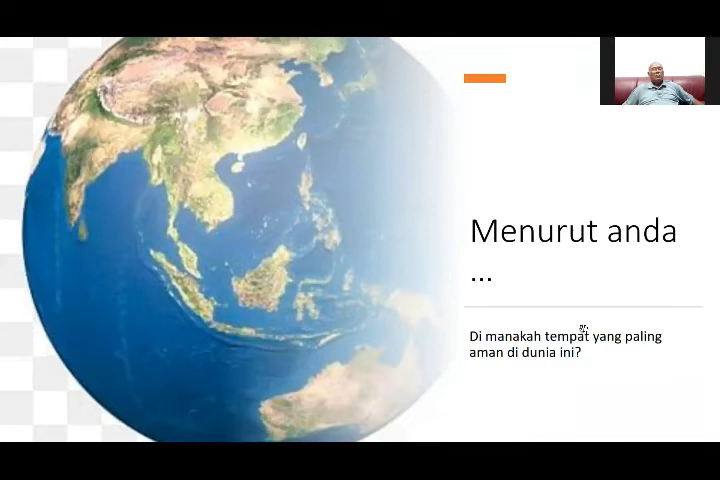 Menurut anda
...
Di manakah tempat yang paling
aman di dunia ini?